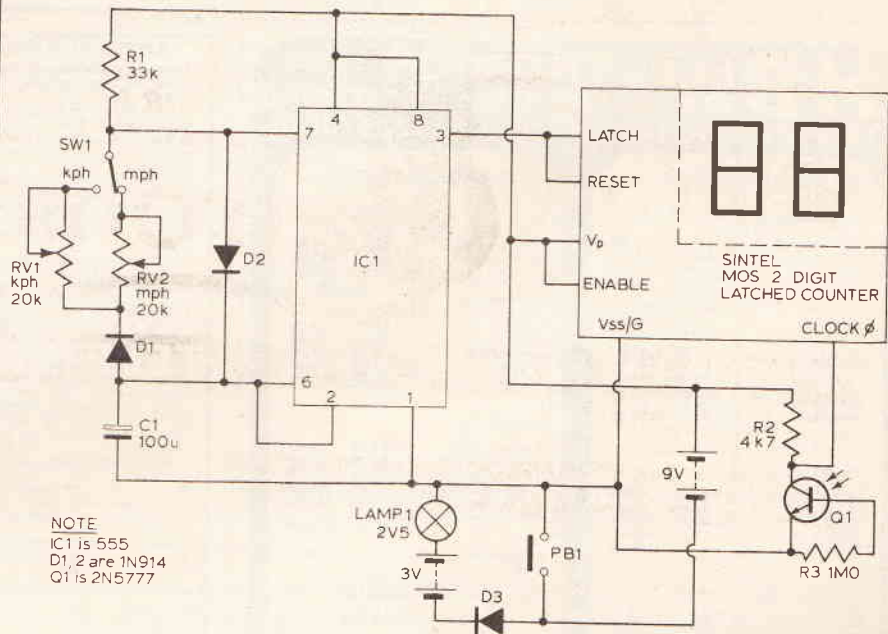 R1
33k
SW1
kph
mph
RV1
kph
20k
RV2
mph
20k
D1
C1
100u
D2
7
4
8
3
6
2
1
IC1
LATCH
RESET
VD
ENABLE
VSS/G
CLOCK Ø
SINTEL
MOS 2 DIGIT
LATCHED COUNTER
88
R2
4k7
9V
Q1
R3 1M0
LAMP1
2V5
3V
D3
PB1
NOTE
IC1 is 555
D1, 2 are 1N914
Q1 is 2N5777